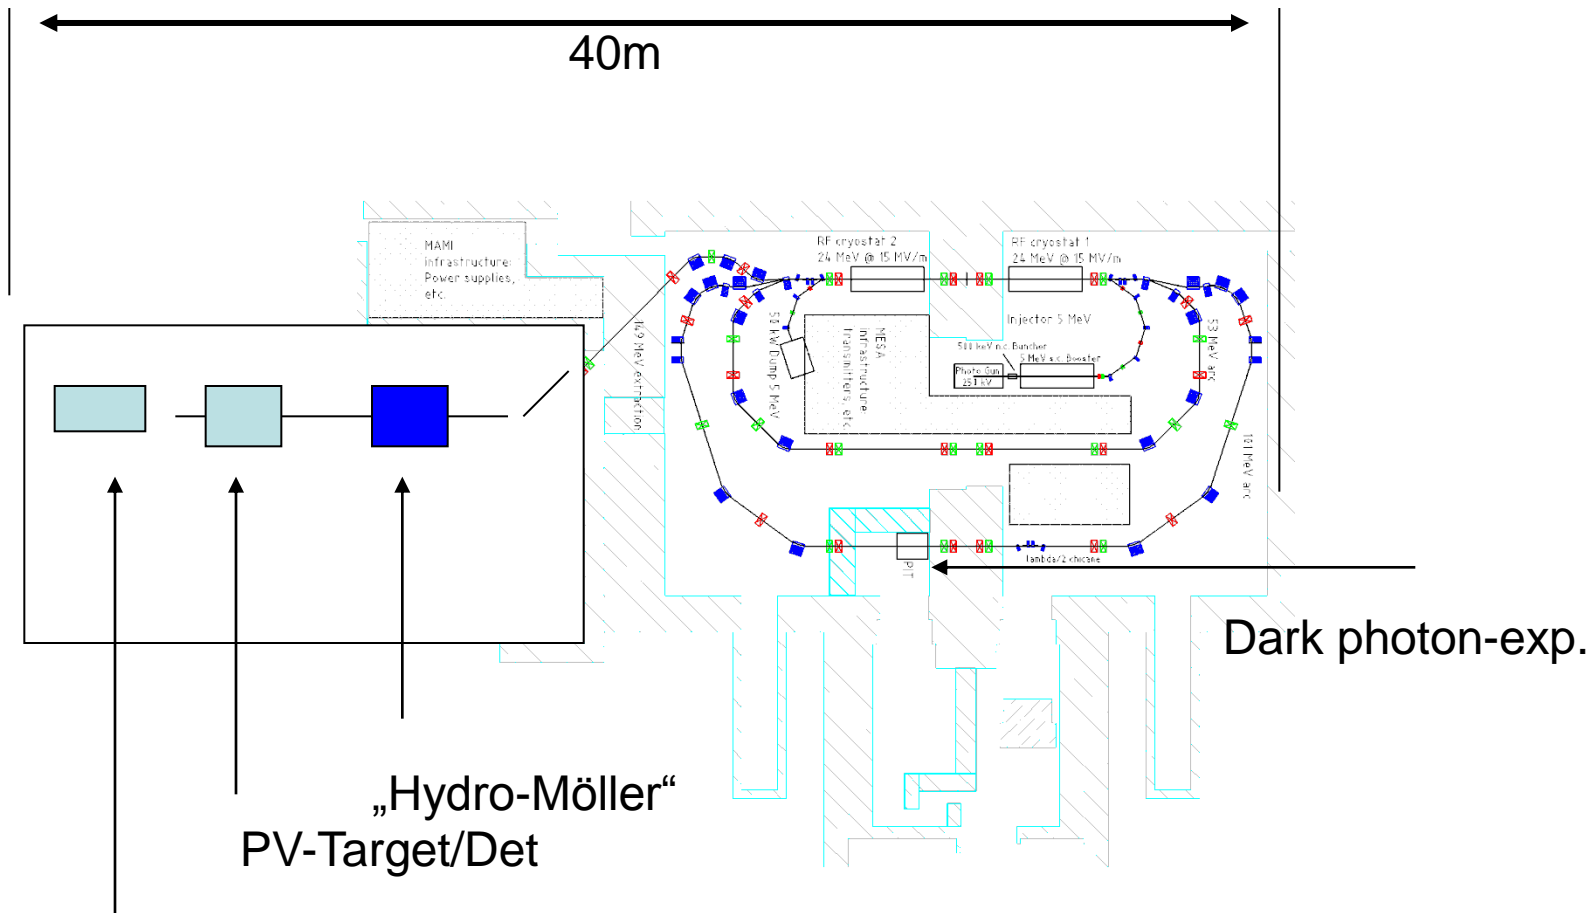 40m
MAMI
infrastructure:
Power supplies,
etc.
RF cryostat 2
24 MeV @ 15 MV/m
RF cryostat 1
24 MeV @ 15 MV/m
149 MeV extraction
50 kW Dump 5 MeV
MESA
infrastructure:
transmitters, etc.
Injector 5 MeV
500 keV n.c. Buncher
5 MeV s.c. Booster
Photo Gun
250 kV
53 MeV arc
101 MeV arc
PIT
lambda/2 chicane
Dark photon-exp.
„Hydro-Möller“
PV-Target/Det